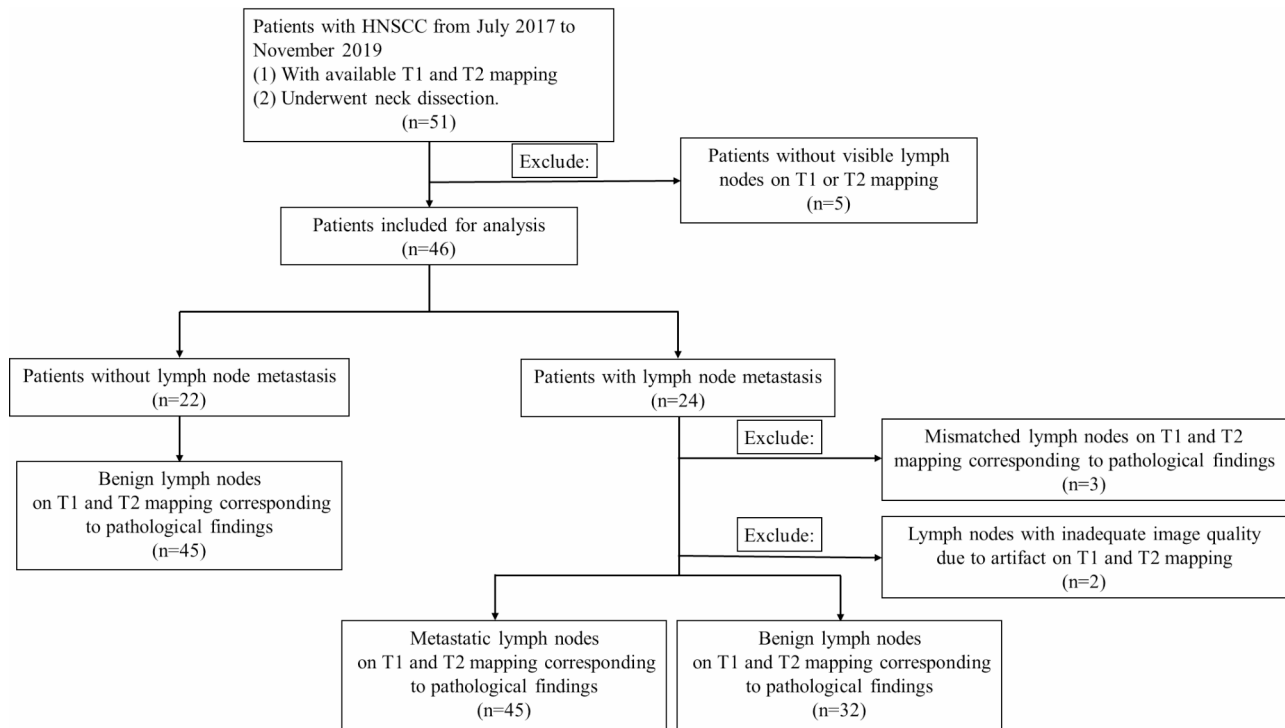 Patients with HNSCC from July 2017 to
November 2019
(1) With available T1 and T2 mapping
(2) Underwent neck dissection.
(n=51)
Exclude:
Patients without visible lymph
nodes on T1 or T2 mapping
(n=5)
Patients included for analysis
(n=46)
Patients without lymph node metastasis
(n=22)
Patients with lymph node metastasis
(n=24)
Exclude:
Mismatched lymph nodes on T1 and T2
mapping corresponding to pathological findings
(n=3)
Benign lymph nodes
on T1 and T2 mapping corresponding
to pathological findings
(n=45)
Exclude:
Lymph nodes with inadequate image quality
due to artifact on T1 and T2 mapping
(n=2)
Metastatic lymph nodes
on T1 and T2 mapping corresponding
to pathological findings
(n=45)
Benign lymph nodes
on T1 and T2 mapping corresponding
to pathological findings
(n=32)